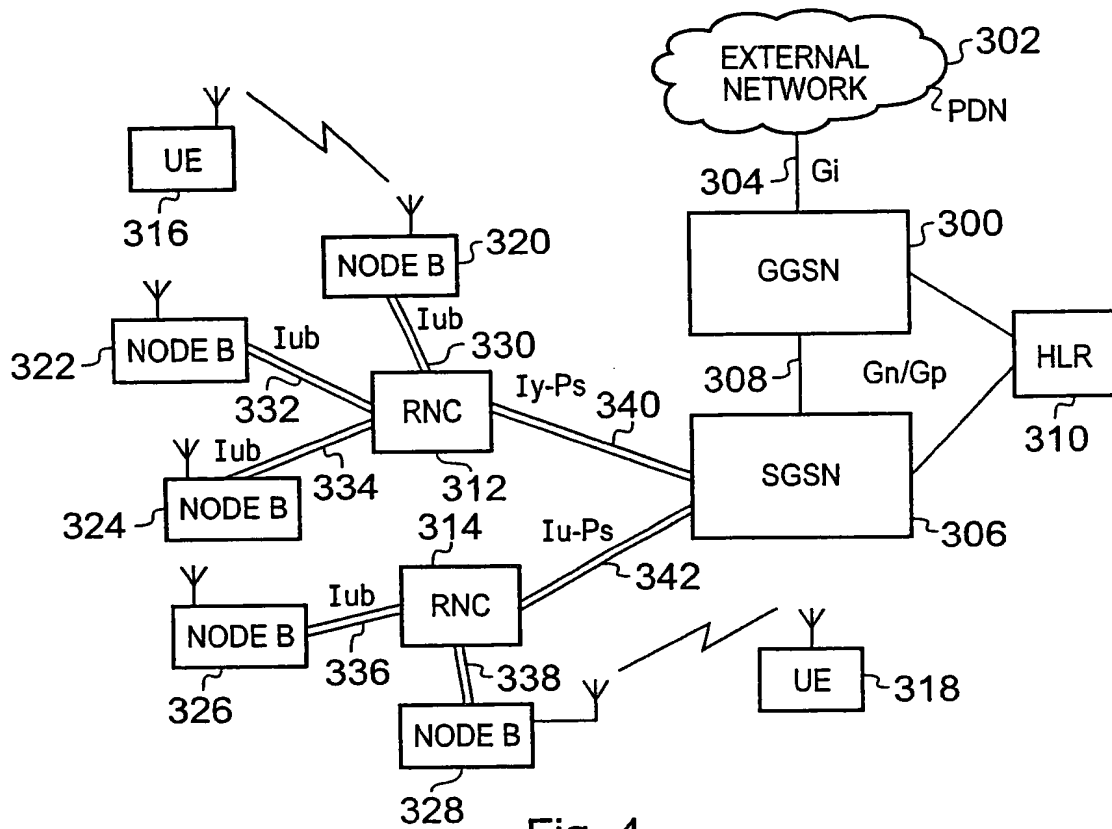 EXTERNAL
NETWORK
302
PDN
304
Gi
UE
316
300
GGSN
NODE B
320
Iub
330
322
NODE B
Iub
332
308
Gn/Gp
HLR
310
RNC
312
Iy-Ps
340
Iub
334
324
NODE B
SGSN
306
314
Iu-Ps
342
RNC
Iub
336
NODE B
326
338
NODE B
328
UE
318
Fig. 4